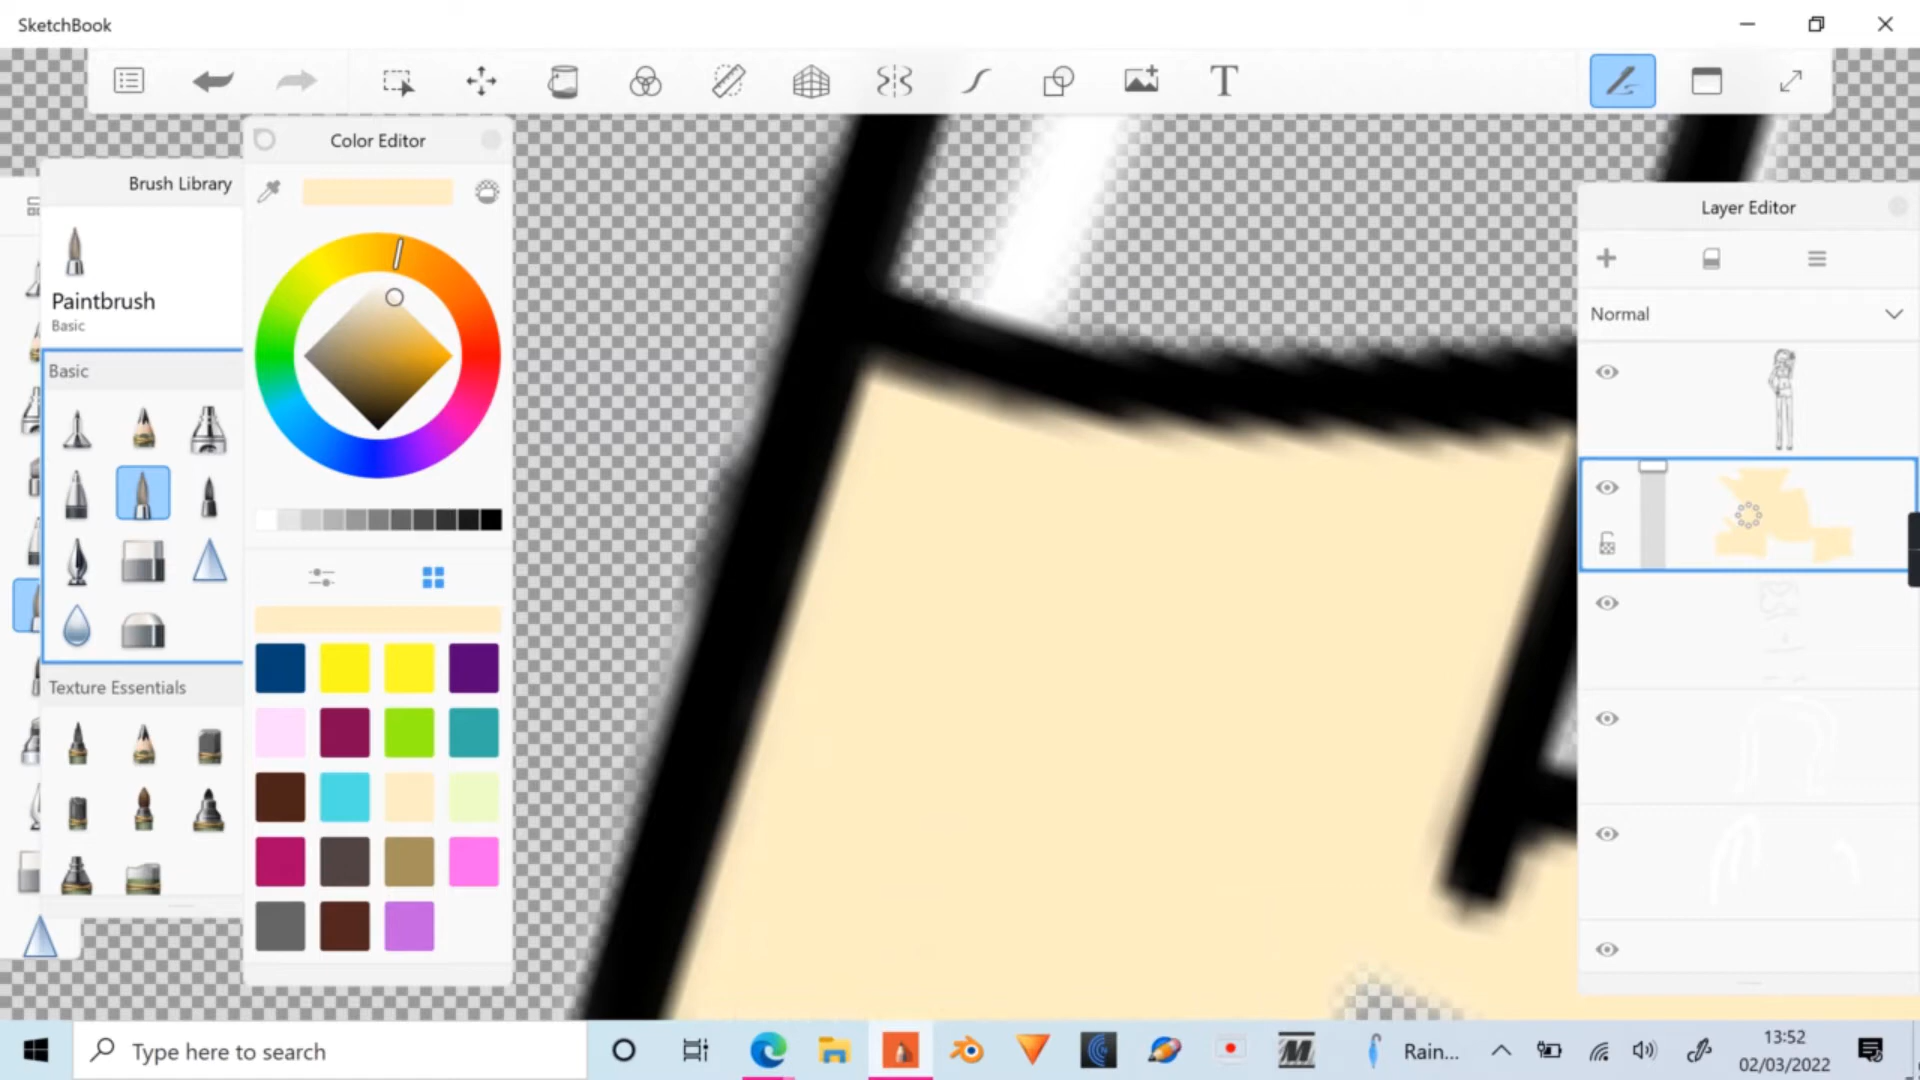 SketchBook
T
Color Editor
Brush Library
Layer Editor
Paintbrush
Basic
Normal
Basic
Texture Essentials
Type here to search
Rain...
13:52
02/03/2022